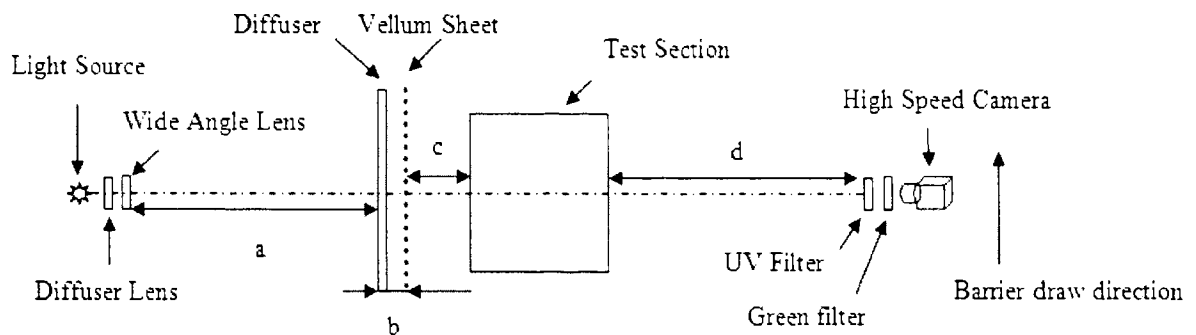 Diffuser
Vellum Sheet
Light Source
Test Section
Wide Angle Lens
High Speed Camera
c
d
a
UV Filter
Diffuser Lens
Green filter
Barrier draw direction
b